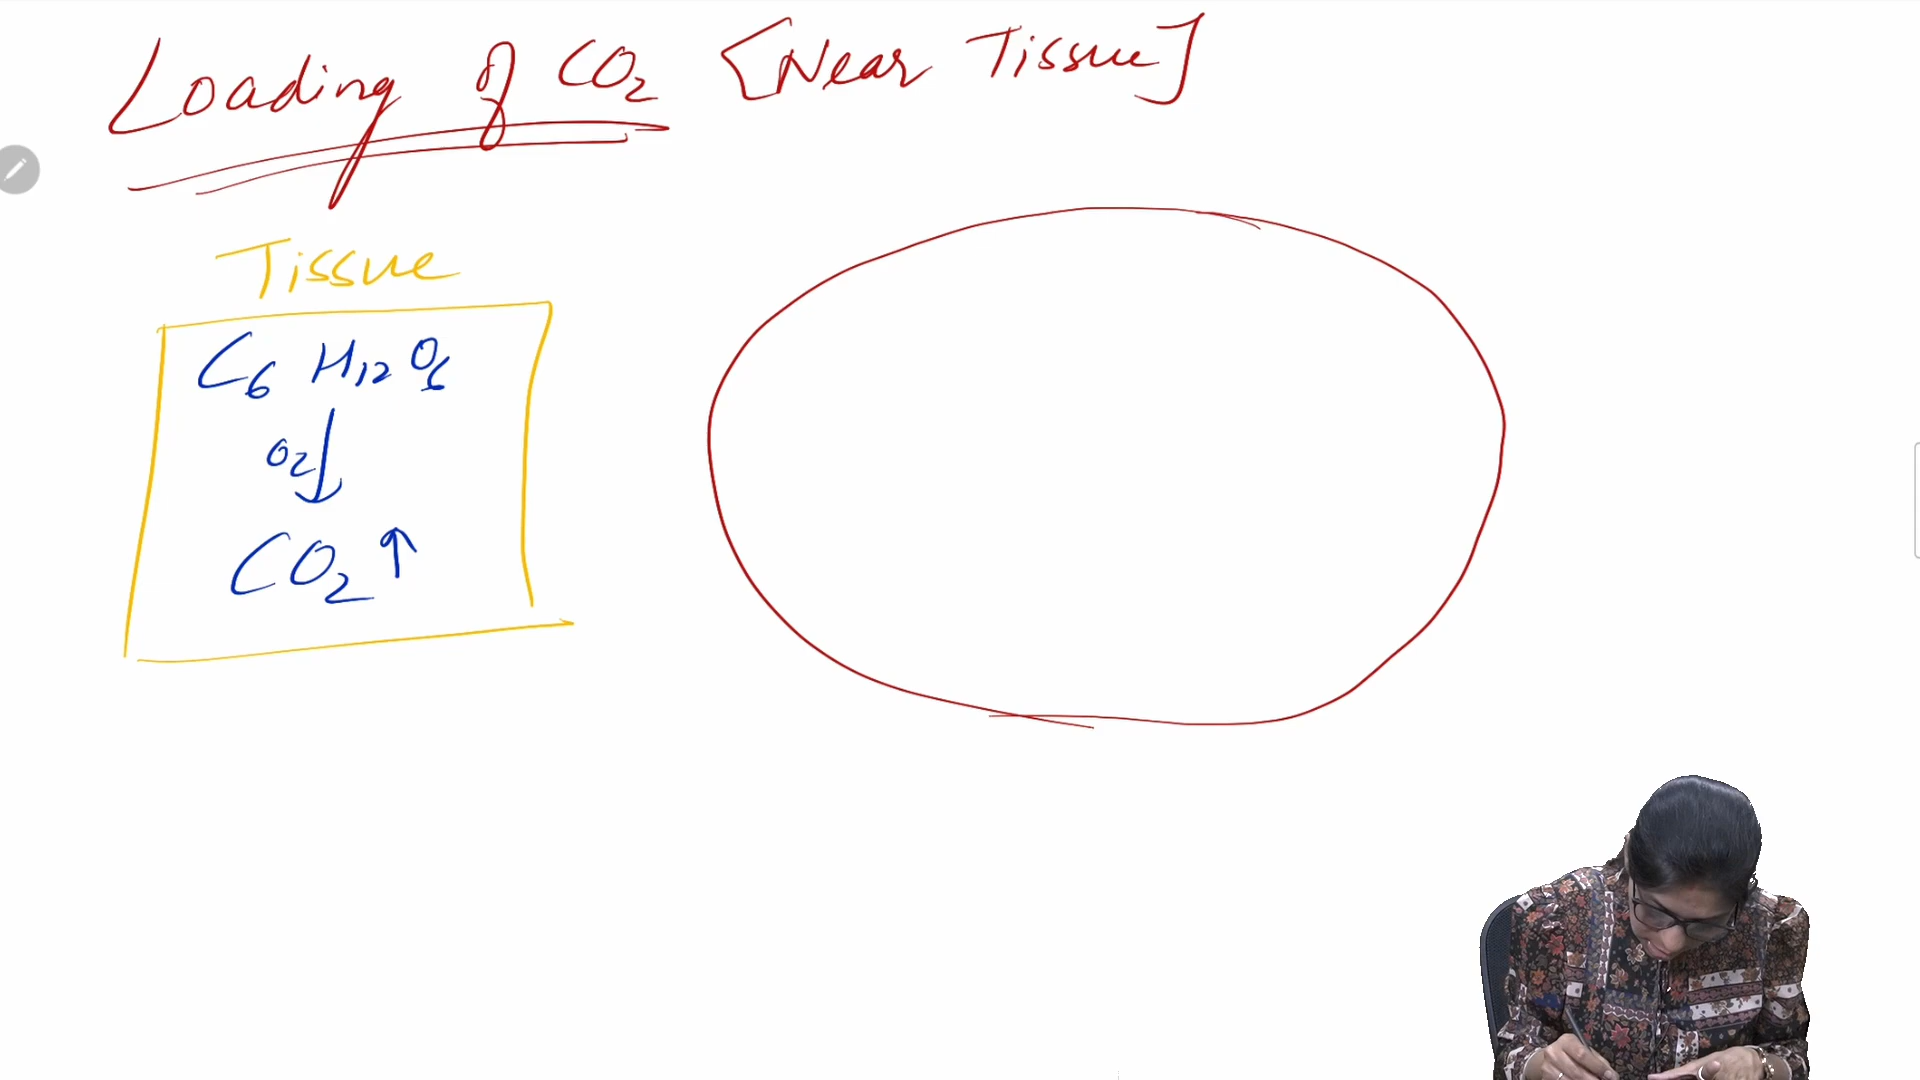 Loading of CO2 [Near Tissue]
Tissue
C6 H12 O6
O2
CO2 ↑